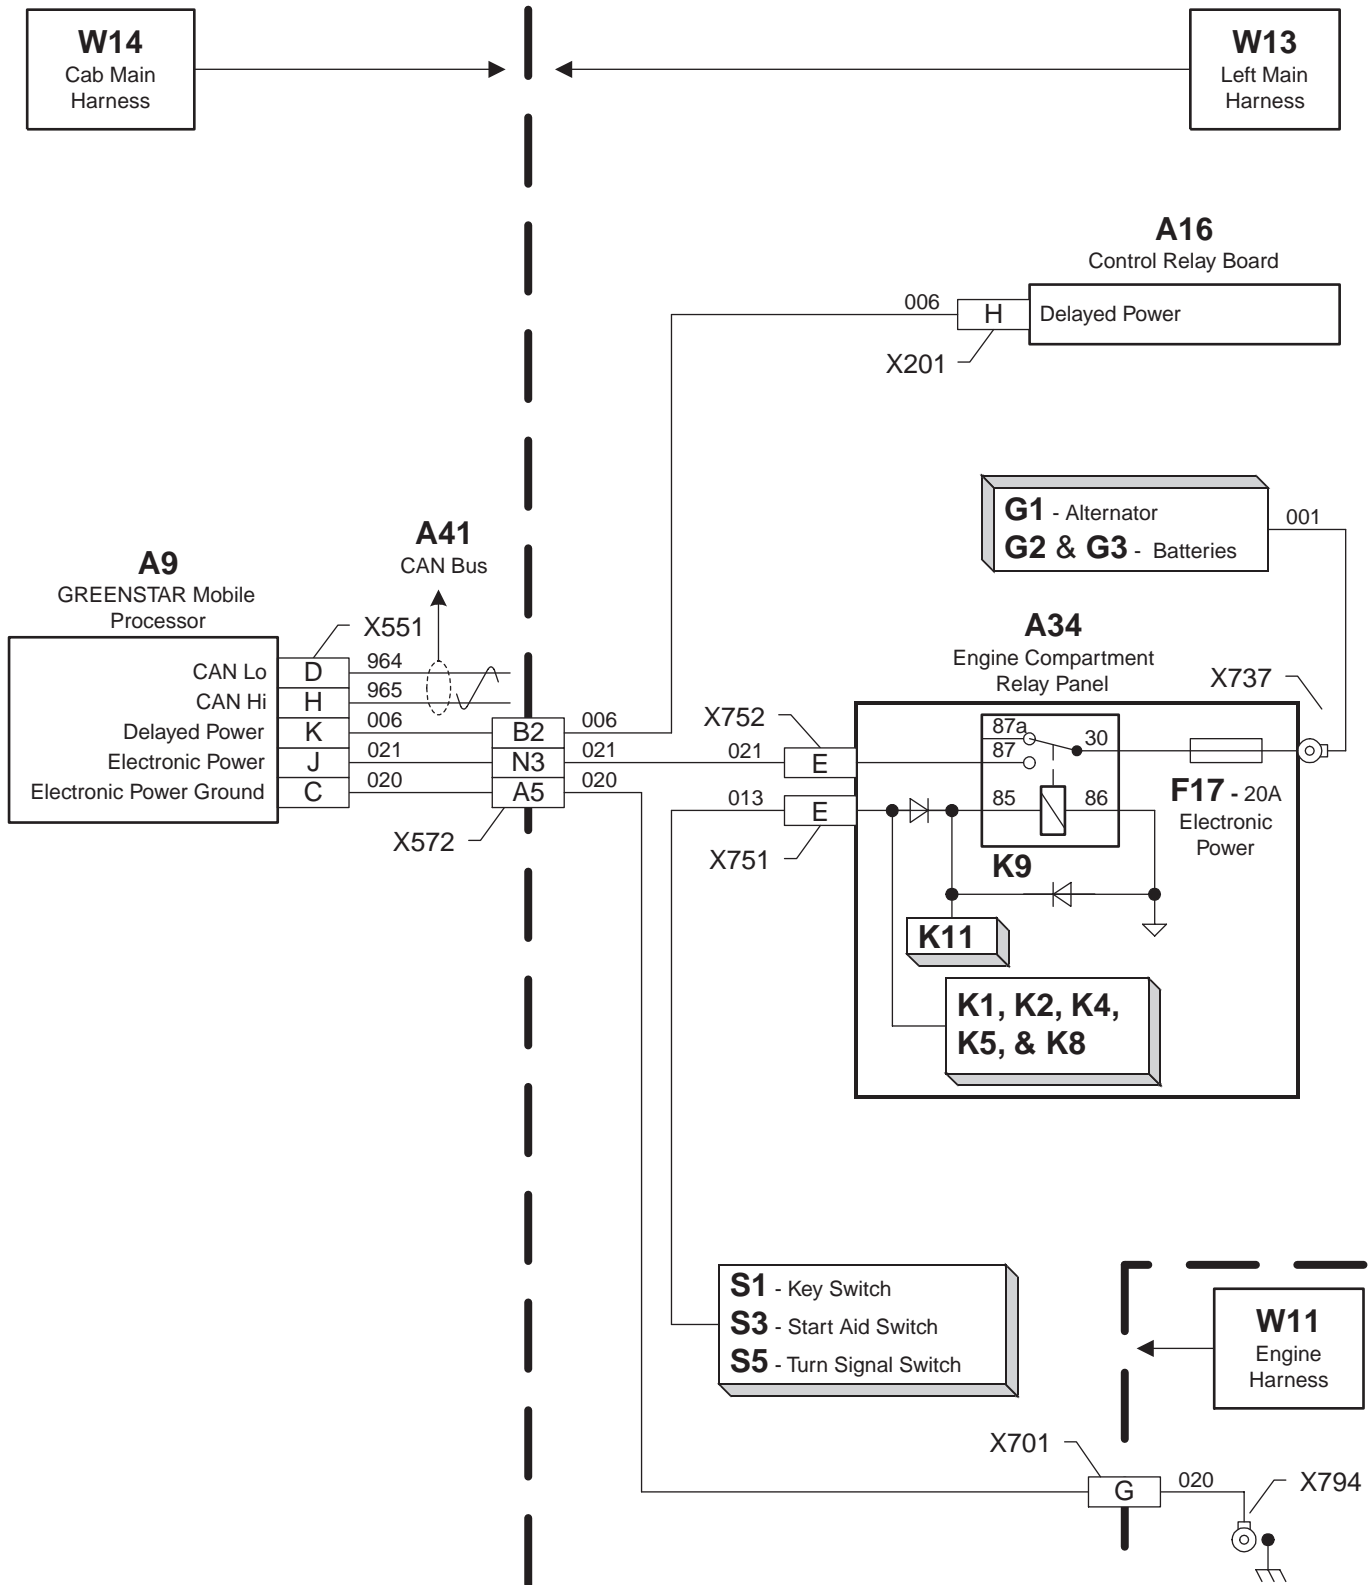 W14
Cab Main
Harness
W13
Left Main
Harness
A16
Control Relay Board
006
H
Delayed Power
X201
G1 - Alternator
G2 & G3 - Batteries
001
A41
CAN Bus
A9
GREENSTAR Mobile
Processor
X551
CAN Lo D 964
CAN Hi H 965
Delayed Power K 006 B2 006
Electronic Power J 021 N3 021
Electronic Power Ground C 020 A5 020
X572
A34
Engine Compartment
Relay Panel
X737
X752
021 E
013 E
X751
87a
87
30
85
86
K9
F17 - 20A
Electronic
Power
K11
K1, K2, K4,
K5, & K8
S1 - Key Switch
S3 - Start Aid Switch
S5 - Turn Signal Switch
W11
Engine
Harness
X701
G
020
X794